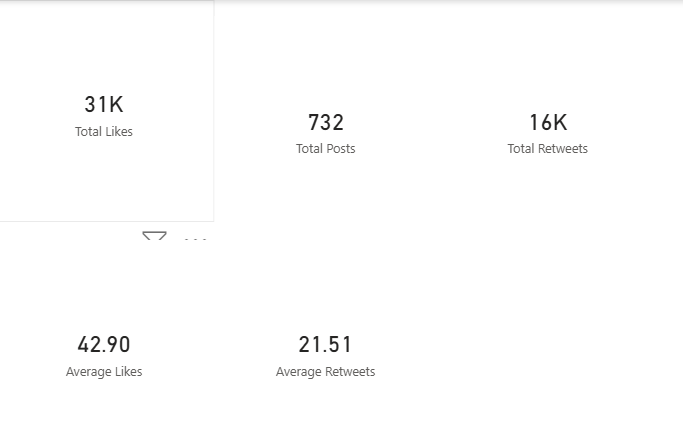 31K
Total Likes
732
Total Posts
16K
Total Retweets
42.90
Average Likes
21.51
Average Retweets